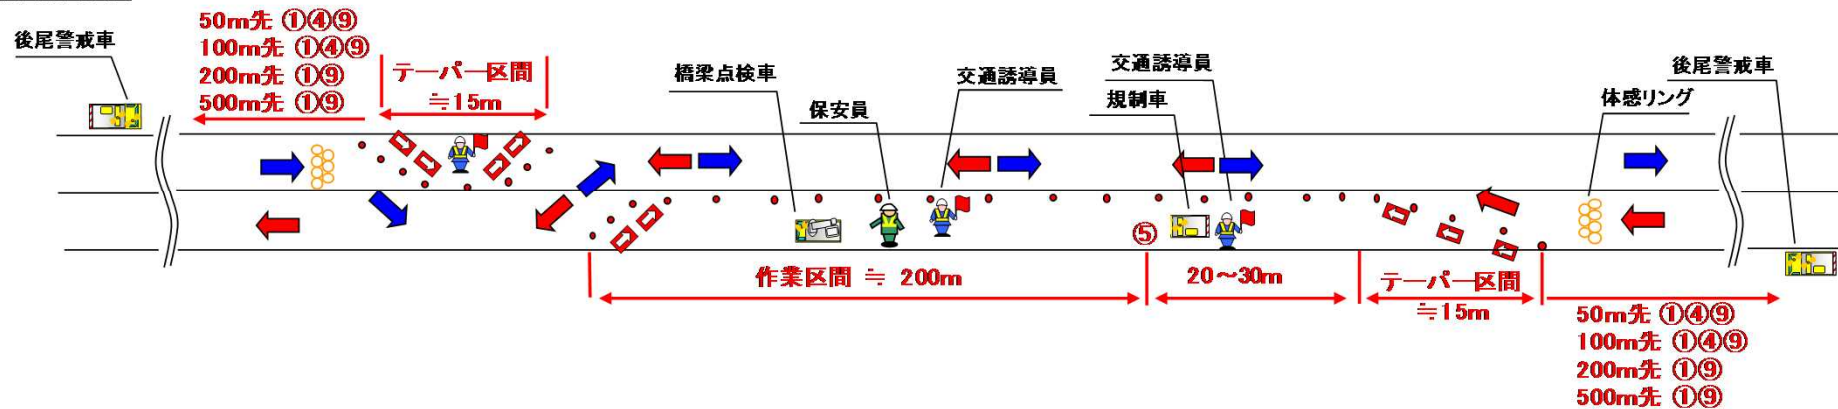 後尾警戒車
50m先 ①④⑨
100m先 ①④⑨
200m先 ①⑨
500m先 ①⑨
テーパー区間
≒15m
橋梁点検車
保安員
交通誘導員
交通誘導員
規制車
体感リング
後尾警戒車
⑤
作業区間 ≒ 200m
20～30m
テーパー区間
≒15m
50m先 ①④⑨
100m先 ①④⑨
200m先 ①⑨
500m先 ①⑨